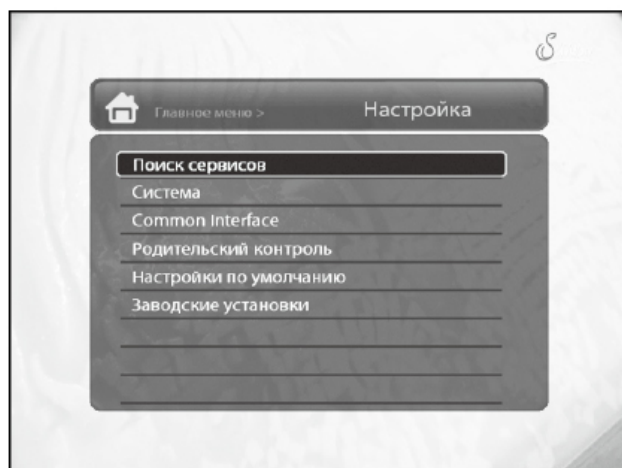 Главное меню >
Настройка
Поиск сервисов
Система
Common Interface
Родительский контроль
Настройки по умолчанию
Заводские установки